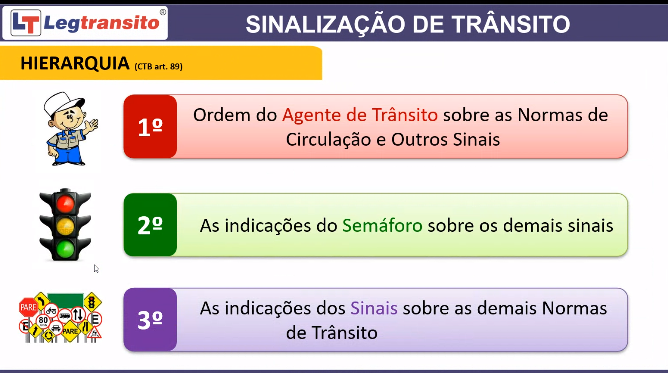 LT Legtransito®
SINALIZAÇÃO DE TRÂNSITO
HIERARQUIA (CTB art. 89)
1º
Ordem do Agente de Trânsito sobre as Normas de
Circulação e Outros Sinais
2º
As indicações do Semáforo sobre os demais sinais
3º
As indicações dos Sinais sobre as demais Normas
de Trânsito
PARE
80
E
E
PARE